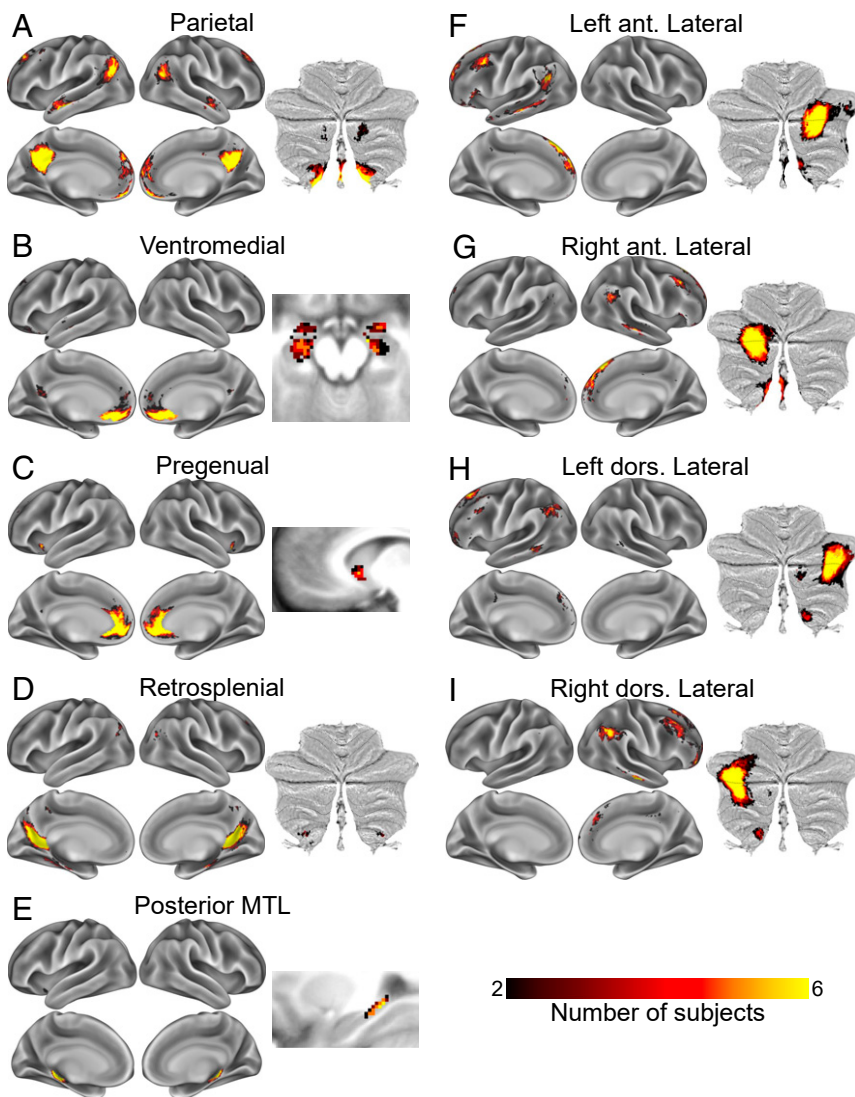 A Parietal
B Ventromedial
C Pregenual
D Retrosplenial
E Posterior MTL
F Left ant. Lateral
G Right ant. Lateral
H Left dors. Lateral
I Right dors. Lateral
2 6
Number of subjects